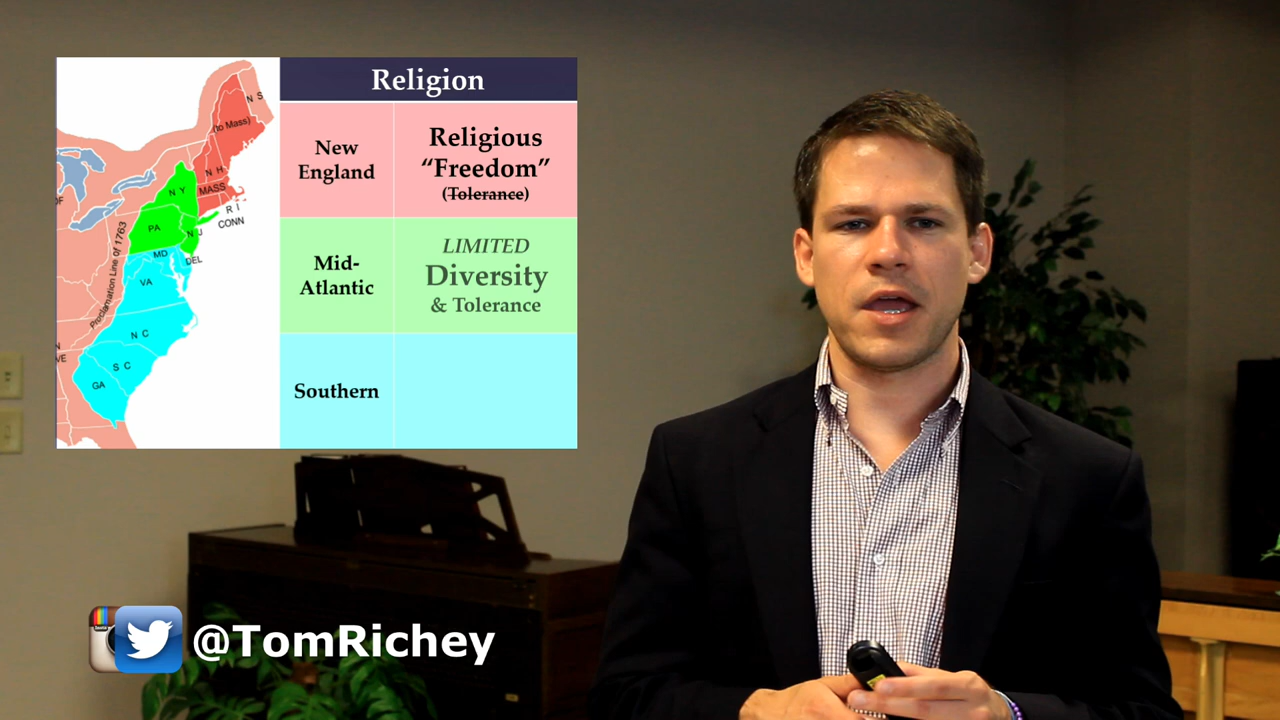 Religion
New
England
Religious
“Freedom”
(Tolerance)
Mid-
Atlantic
LIMITED
Diversity
& Tolerance
Southern
N S
(to Mass)
N H
N Y
MASS
R I
CONN
PA
N J
MD
DEL
VA
Proclamation Line of 1763
N C
S C
GA
@TomRichey